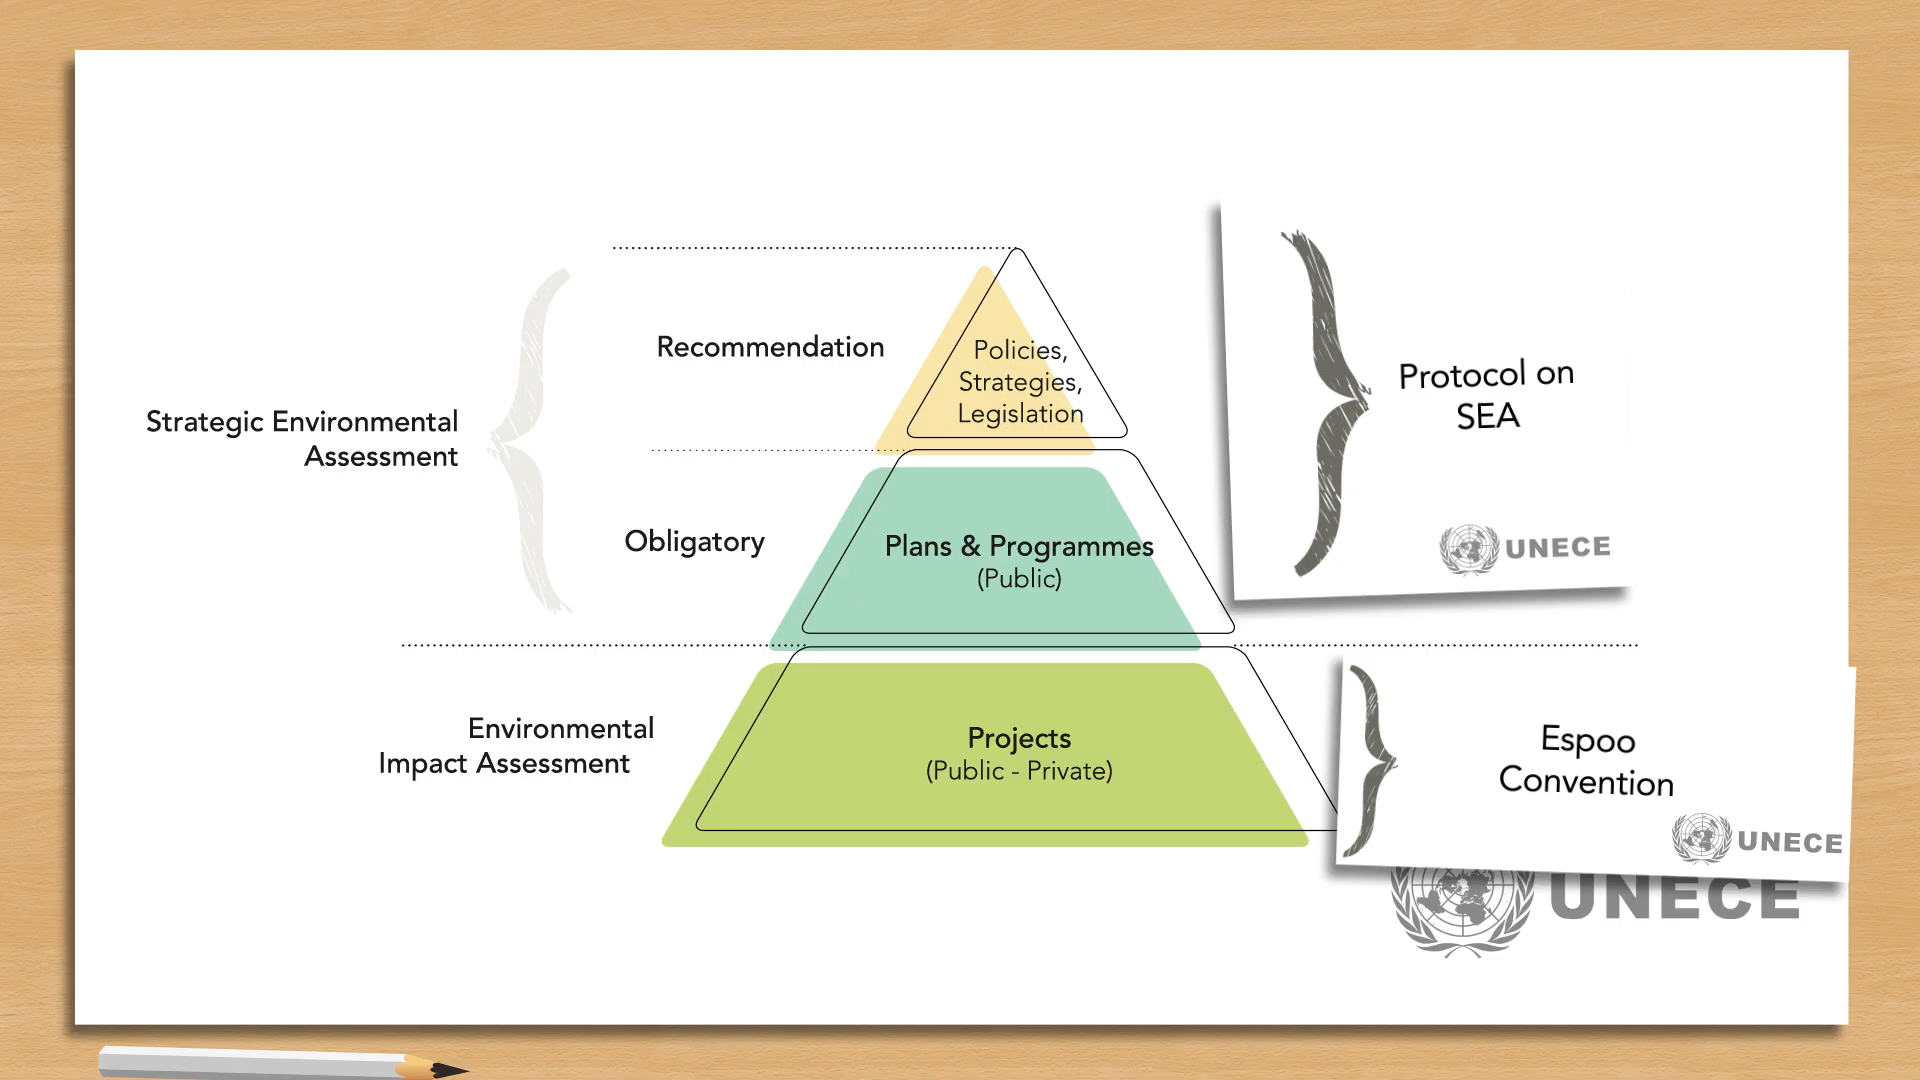 Recommendation
Policies,
Strategies,
Legislation
Strategic Environmental
Assessment
Obligatory
Plans & Programmes
(Public)
Environmental
Impact Assessment
Projects
(Public - Private)
Protocol on
SEA
UNECE
Espoo
Convention
UNECE
UNECE